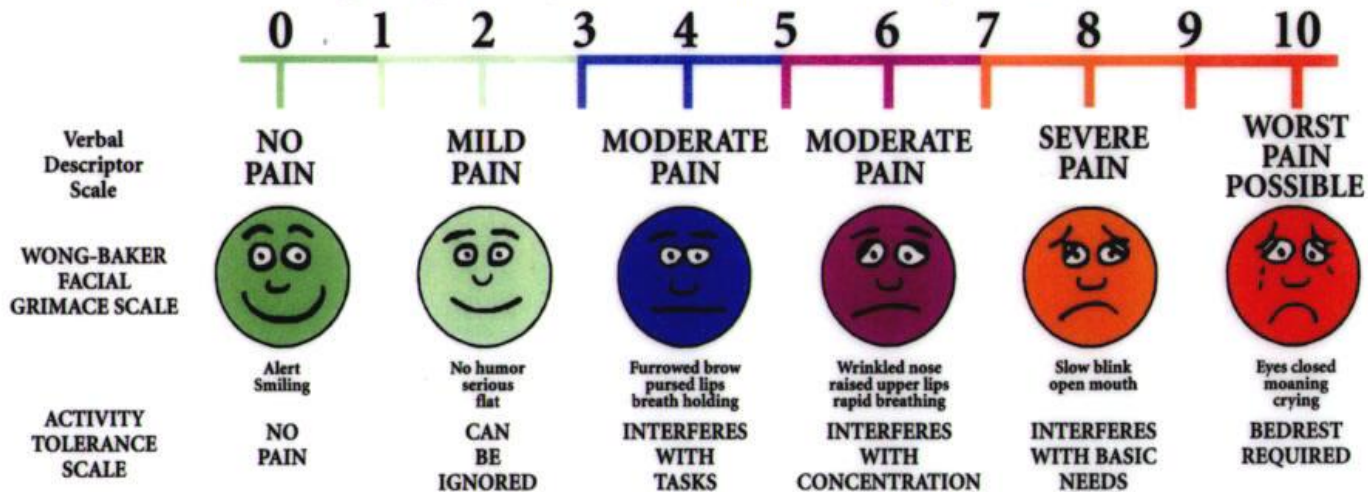 0 1 2 3 4 5 6 7 8 9 10
Verbal
Descriptor
Scale
NO
PAIN
MILD
PAIN
MODERATE
PAIN
MODERATE
PAIN
SEVERE
PAIN
WORST
PAIN
POSSIBLE
WONG-BAKER
FACIAL
GRIMACE SCALE
Alert
Smiling
No humor
serious
flat
Furrowed brow
pursed lips
breath holding
Wrinkled nose
raised upper lips
rapid breathing
Slow blink
open mouth
Eyes closed
moaning
crying
ACTIVITY
TOLERANCE
SCALE
NO
PAIN
CAN
BE
IGNORED
INTERFERES
WITH
TASKS
INTERFERES
WITH
CONCENTRATION
INTERFERES
WITH BASIC
NEEDS
BEDREST
REQUIRED